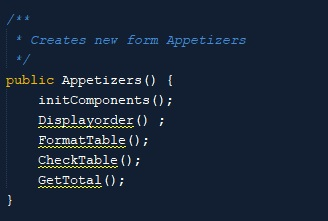 /**
 * Creates new form Appetizers
 */
public Appetizers() {
    initComponents();
    Displayorder() ;
    FormatTable();
    CheckTable();
    GetTotal();
}